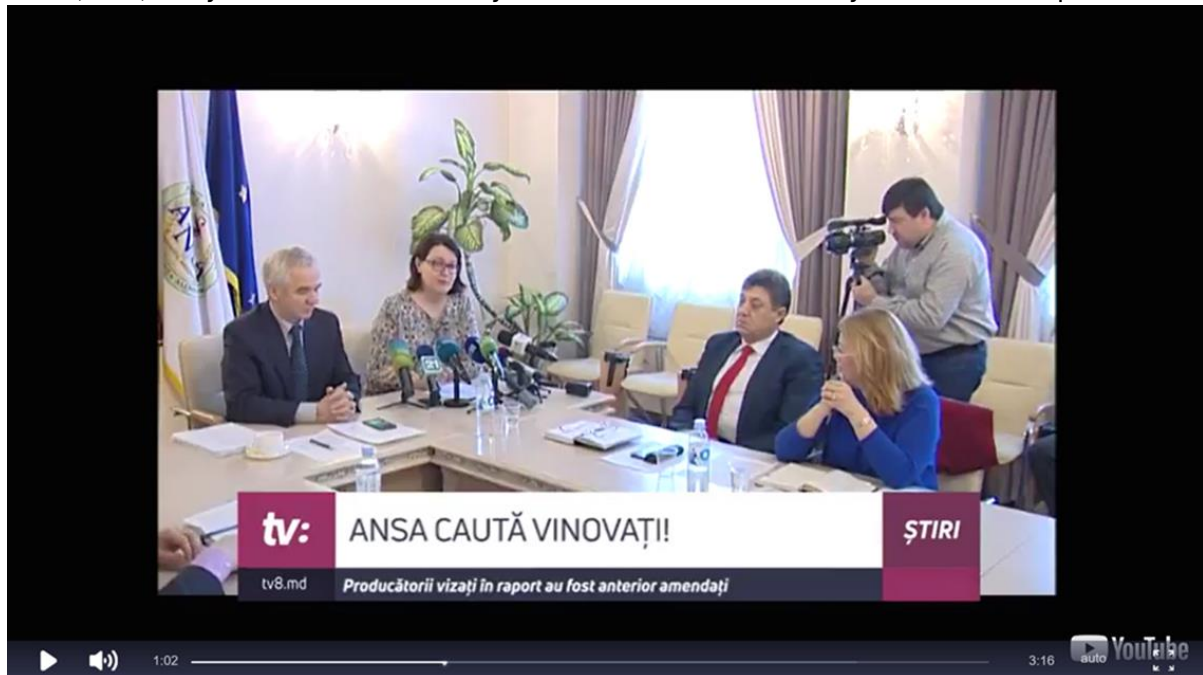 tv:
ANSA CAUTĂ VINOVAȚI!
ȘTIRI
tv8.md
Producătorii vizați în raport au fost anterior amendați
1:02
3:16
auto
YouTube